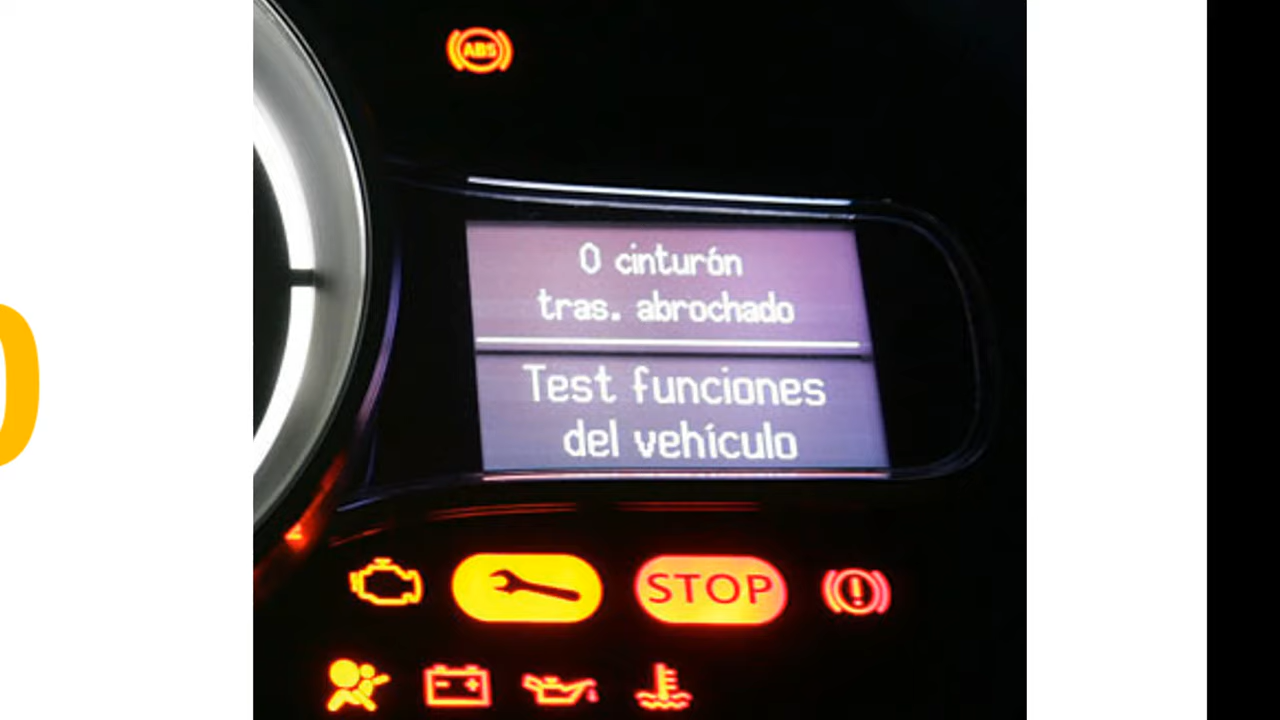 ABS
0 cinturón
tras. abrochado
Test funciones
del vehículo
STOP